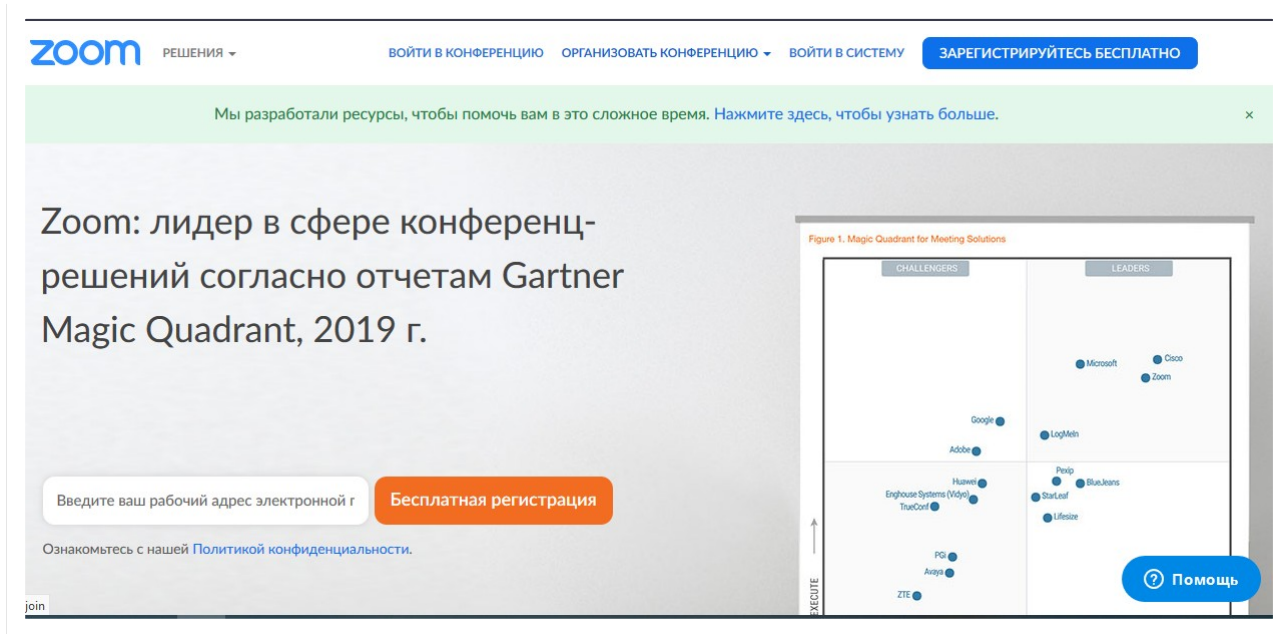 zoom
РЕШЕНИЯ
ВОЙТИ В КОНФЕРЕНЦИЮ
ОРГАНИЗОВАТЬ КОНФЕРЕНЦИЮ
ВОЙТИ В СИСТЕМУ
ЗАРЕГИСТРИРУЙТЕСЬ БЕСПЛАТНО
Мы разработали ресурсы, чтобы помочь вам в это сложное время. Нажмите здесь, чтобы узнать больше.
×
Zoom: лидер в сфере конференц-
решений согласно отчетам Gartner
Magic Quadrant, 2019 г.
Введите ваш рабочий адрес электронной г
Бесплатная регистрация
Ознакомьтесь с нашей Политикой конфиденциальности.
Figure 1. Magic Quadrant for Meeting Solutions
CHALLENGERS
LEADERS
Microsoft
Cisco
Zoom
Google
LogMeIn
Adobe
Pexip
Huawei
BlueJeans
Enghouse Systems (Vidyo)
StarLeaf
TrueConf
Lifesize
PGi
Avaya
ZTE
EXECUTE
Помощь
join